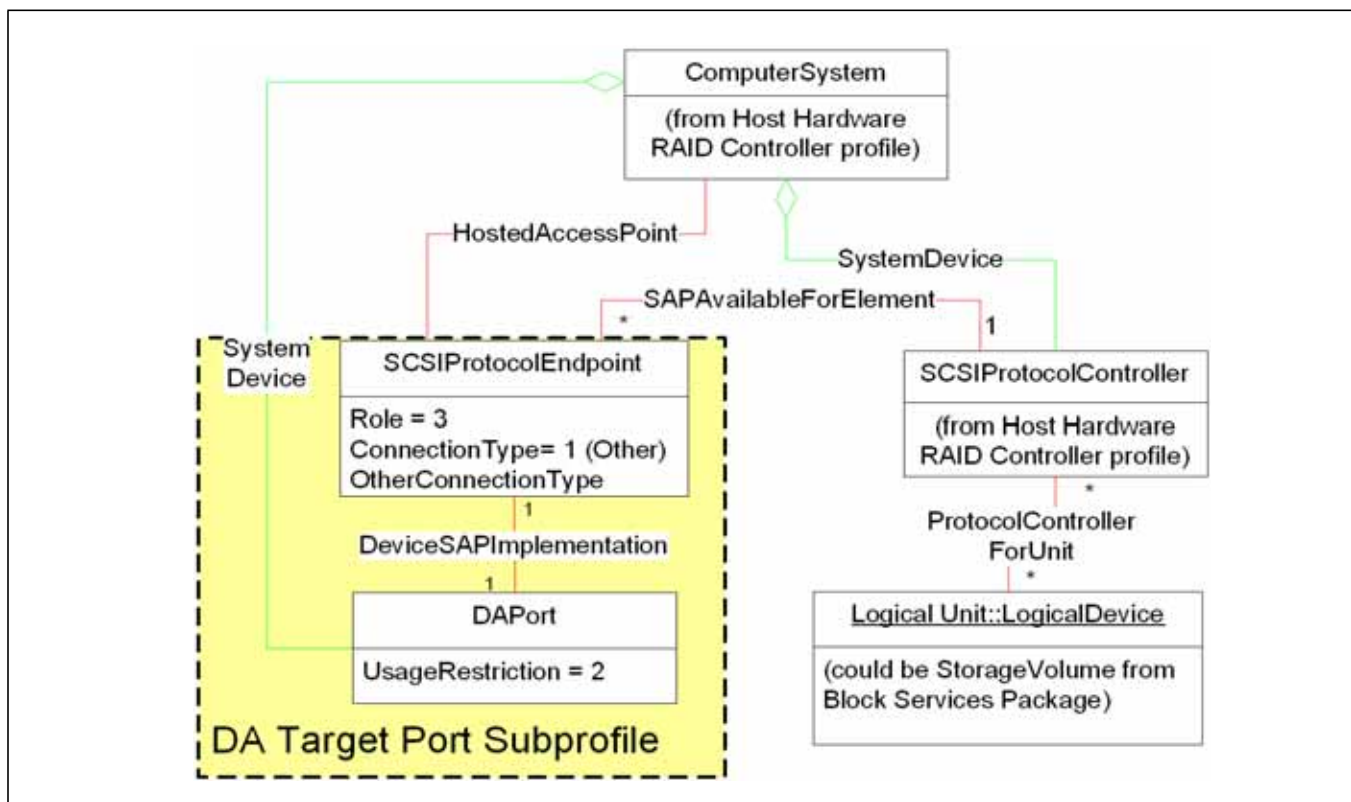 ComputerSystem
(from Host Hardware
RAID Controller profile)
HostedAccessPoint
SystemDevice
SAPAvailableForElement
*
1
System
Device
SCSIProtocolEndpoint
Role = 3
ConnectionType= 1 (Other)
OtherConnectionType
SCSIProtocolController
(from Host Hardware
RAID Controller profile)
1
*
DeviceSAPImplementation
ProtocolController
ForUnit
1
*
DAPort
UsageRestriction = 2
Logical Unit::LogicalDevice
(could be StorageVolume from
Block Services Package)
DA Target Port Subprofile